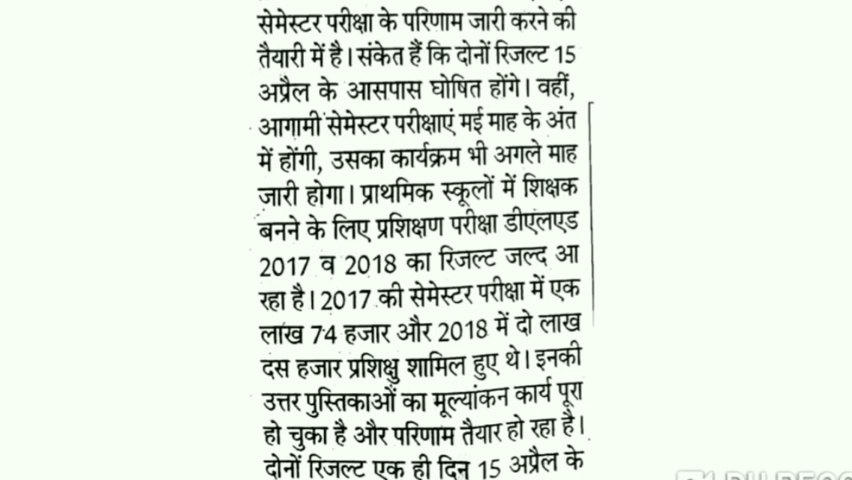 सेमेस्टर परीक्षा के परिणाम जारी करने की
तैयारी में है। संकेत हैं कि दोनों रिजल्ट 15
अप्रैल के आसपास घोषित होंगे। वहीं,
आगामी सेमेस्टर परीक्षाएं मई माह के अंत
में होंगी, उसका कार्यक्रम भी अगले माह
जारी होगा। प्राथमिक स्कूलों में शिक्षक
बनने के लिए प्रशिक्षण परीक्षा डीएलएड
2017 व 2018 का रिजल्ट जल्द आ
रहा है। 2017 की सेमेस्टर परीक्षा में एक
लाख 74 हजार और 2018 में दो लाख
दस हजार प्रशिक्षु शामिल हुए थे। इनकी
उत्तर पुस्तिकाओं का मूल्यांकन कार्य पूरा
हो चुका है और परिणाम तैयार हो रहा है।
दोनों रिजल्ट एक ही दिन 15 अप्रैल के